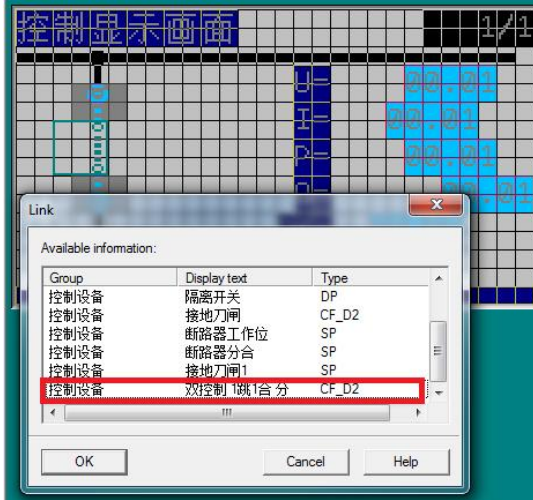 控制显示画面 1/1
U= 00.01
I= 00.01
P= 00.01
00.01
Link
Available information:
Group Display text Type
控制设备 隔离开关 DP
控制设备 接地刀闸 CF_D2
控制设备 断路器工作位 SP
控制设备 断路器分合 SP
控制设备 接地刀闸1 SP
控制设备 双控制 1跳1合 分 CF_D2
OK Cancel Help